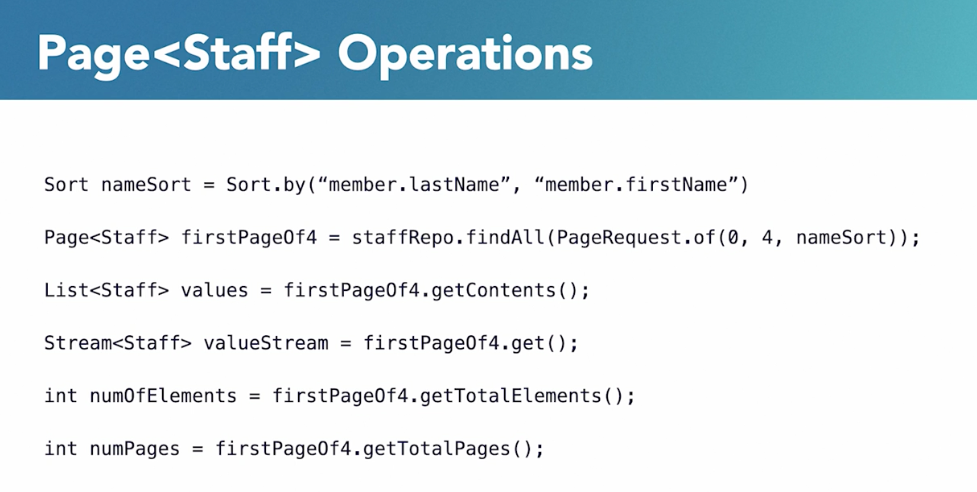 Page<Staff> Operations
Sort nameSort = Sort.by(“member.lastName”, “member.firstName”)
Page<Staff> firstPageOf4 = staffRepo.findAll(PageRequest.of(0, 4, nameSort));
List<Staff> values = firstPageOf4.getContents();
Stream<Staff> valueStream = firstPageOf4.get();
int numOfElements = firstPageOf4.getTotalElements();
int numPages = firstPageOf4.getTotalPages();